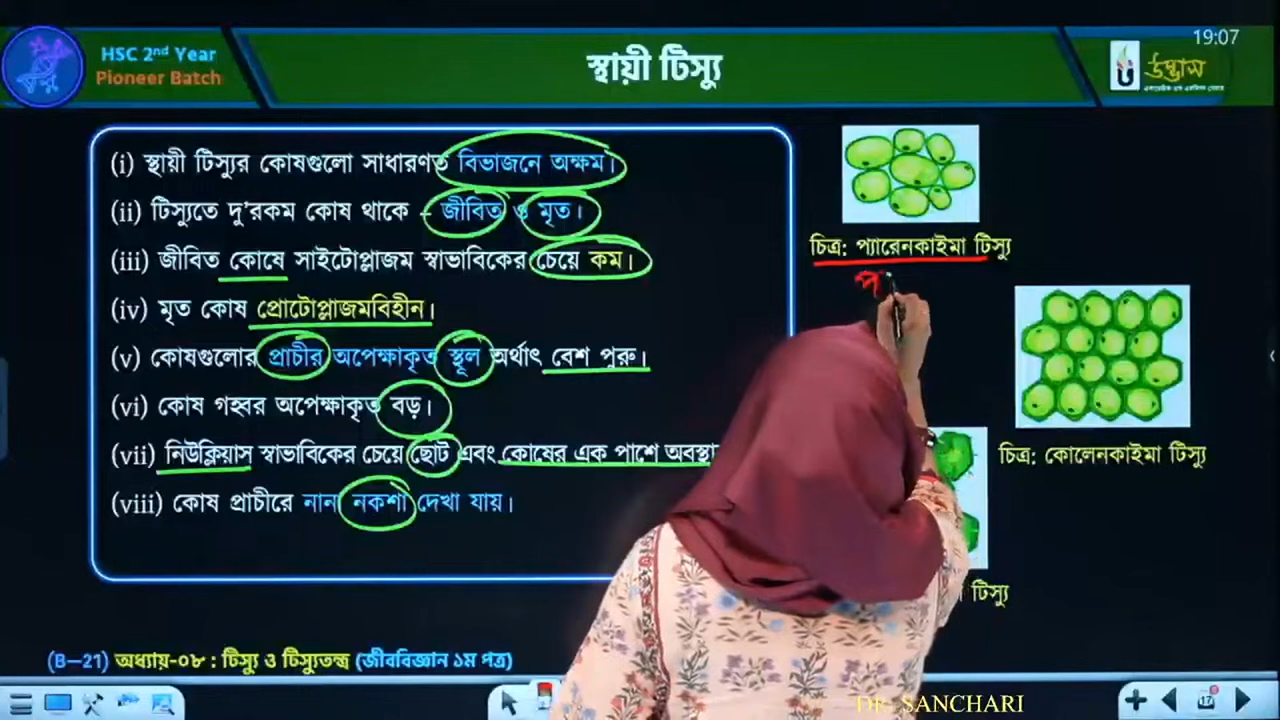 HSC 2nd Year
Pioneer Batch
স্থায়ী টিস্যু
19:07
উদ্ভাস
(i) স্থায়ী টিস্যুর কোষগুলো সাধারণত বিভাজনে অক্ষম।
(ii) টিস্যুতে দু'রকম কোষ থাকে - জীবিত ও মৃত।
(iii) জীবিত কোষে সাইটোপ্লাজম স্বাভাবিকের চেয়ে কম।
(iv) মৃত কোষ প্রোটোপ্লাজমবিহীন।
(v) কোষগুলোর প্রাচীর অপেক্ষাকৃত স্থূল অর্থাৎ বেশ পুরু।
(vi) কোষ গহ্বর অপেক্ষাকৃত বড়।
(vii) নিউক্লিয়াস স্বাভাবিকের চেয়ে ছোট এবং কোষের এক পাশে
(viii) কোষ প্রাচীরে নানা নকশা দেখা যায়।
চিত্র: প্যারেনকাইমা টিস্যু
প
চিত্র: কোলেনকাইমা টিস্যু
টিস্যু
(B–21) অধ্যায়-০৮ : টিস্যু ও টিস্যুতন্ত্র (জীববিজ্ঞান ১ম পত্র)
DR. SANCHARI
17